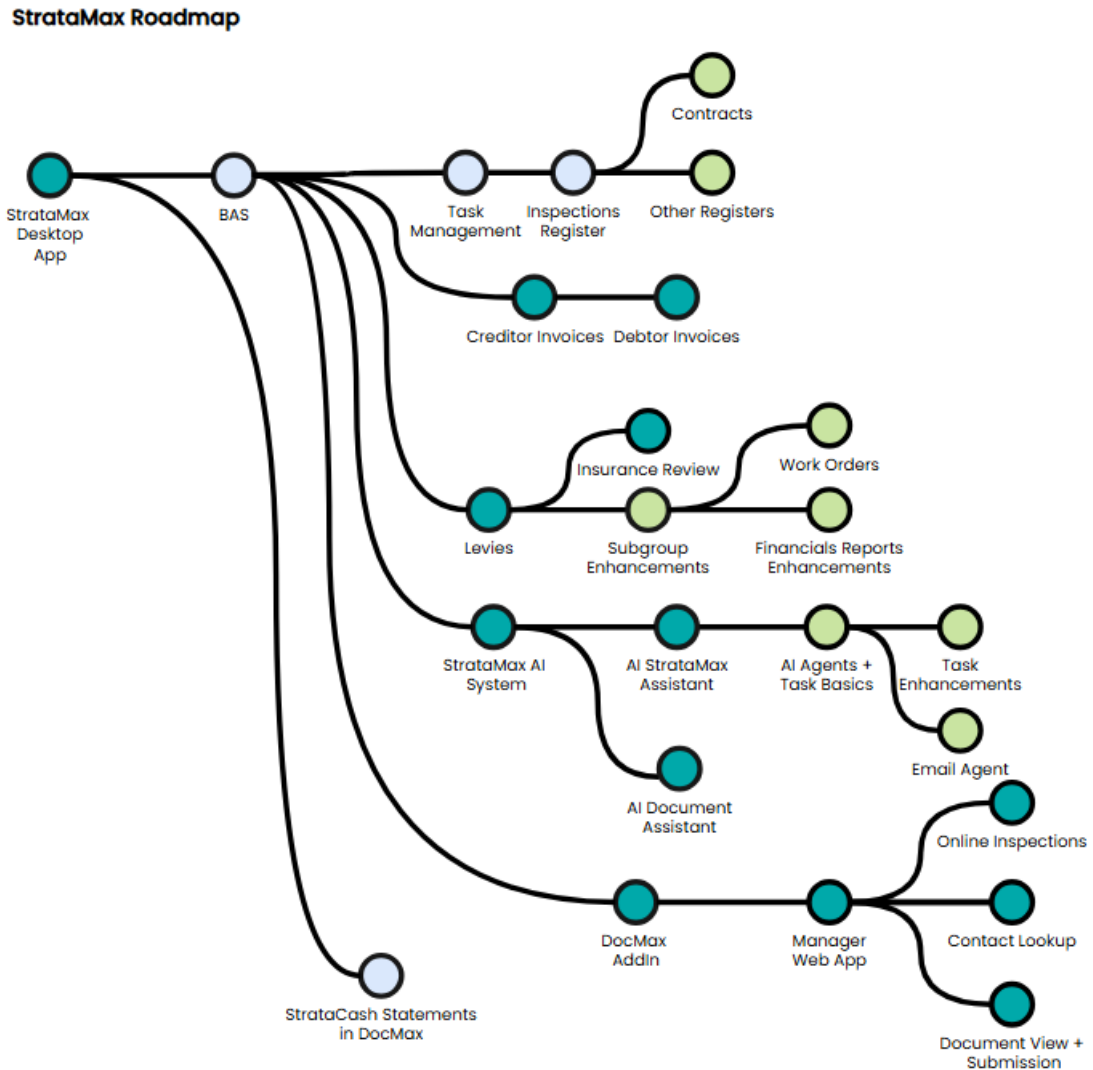 StrataMax Roadmap
Contracts
StrataMax
Desktop
App
BAS
Task
Management
Inspections
Register
Other Registers
Creditor Invoices
Debtor Invoices
Insurance Review
Work Orders
Levies
Subgroup
Enhancements
Financials Reports
Enhancements
StrataMax AI
System
AI StrataMax
Assistant
AI Agents +
Task Basics
Task
Enhancements
Email Agent
AI Document
Assistant
Online Inspections
DocMax
AddIn
Manager
Web App
Contact Lookup
StrataCash Statements
in DocMax
Document View +
Submission